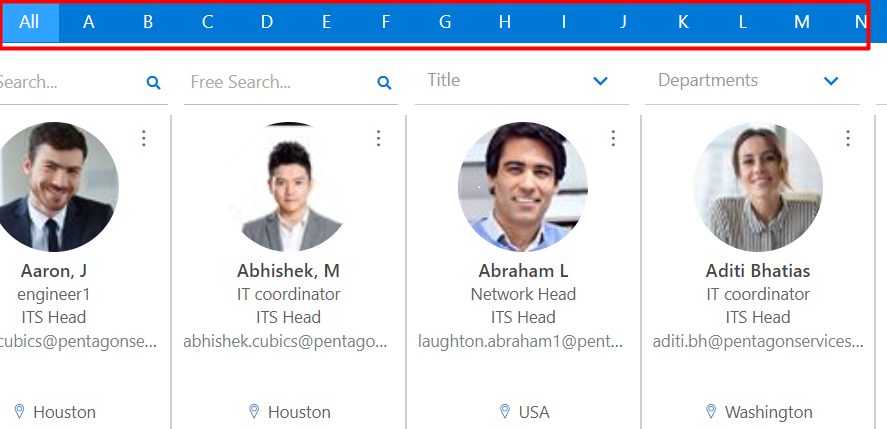 All A B C D E F G H I J K L M N
Search... Free Search... Title Departments
Aaron, J
engineer1
ITS Head
cubics@pentagonse...
Houston
Abhishek, M
IT coordinator
ITS Head
abhishek.cubics@pentago...
Houston
Abraham L
Network Head
ITS Head
laughton.abraham1@pent...
USA
Aditi Bhatias
IT coordinator
ITS Head
aditi.bh@pentagonservices...
Washington